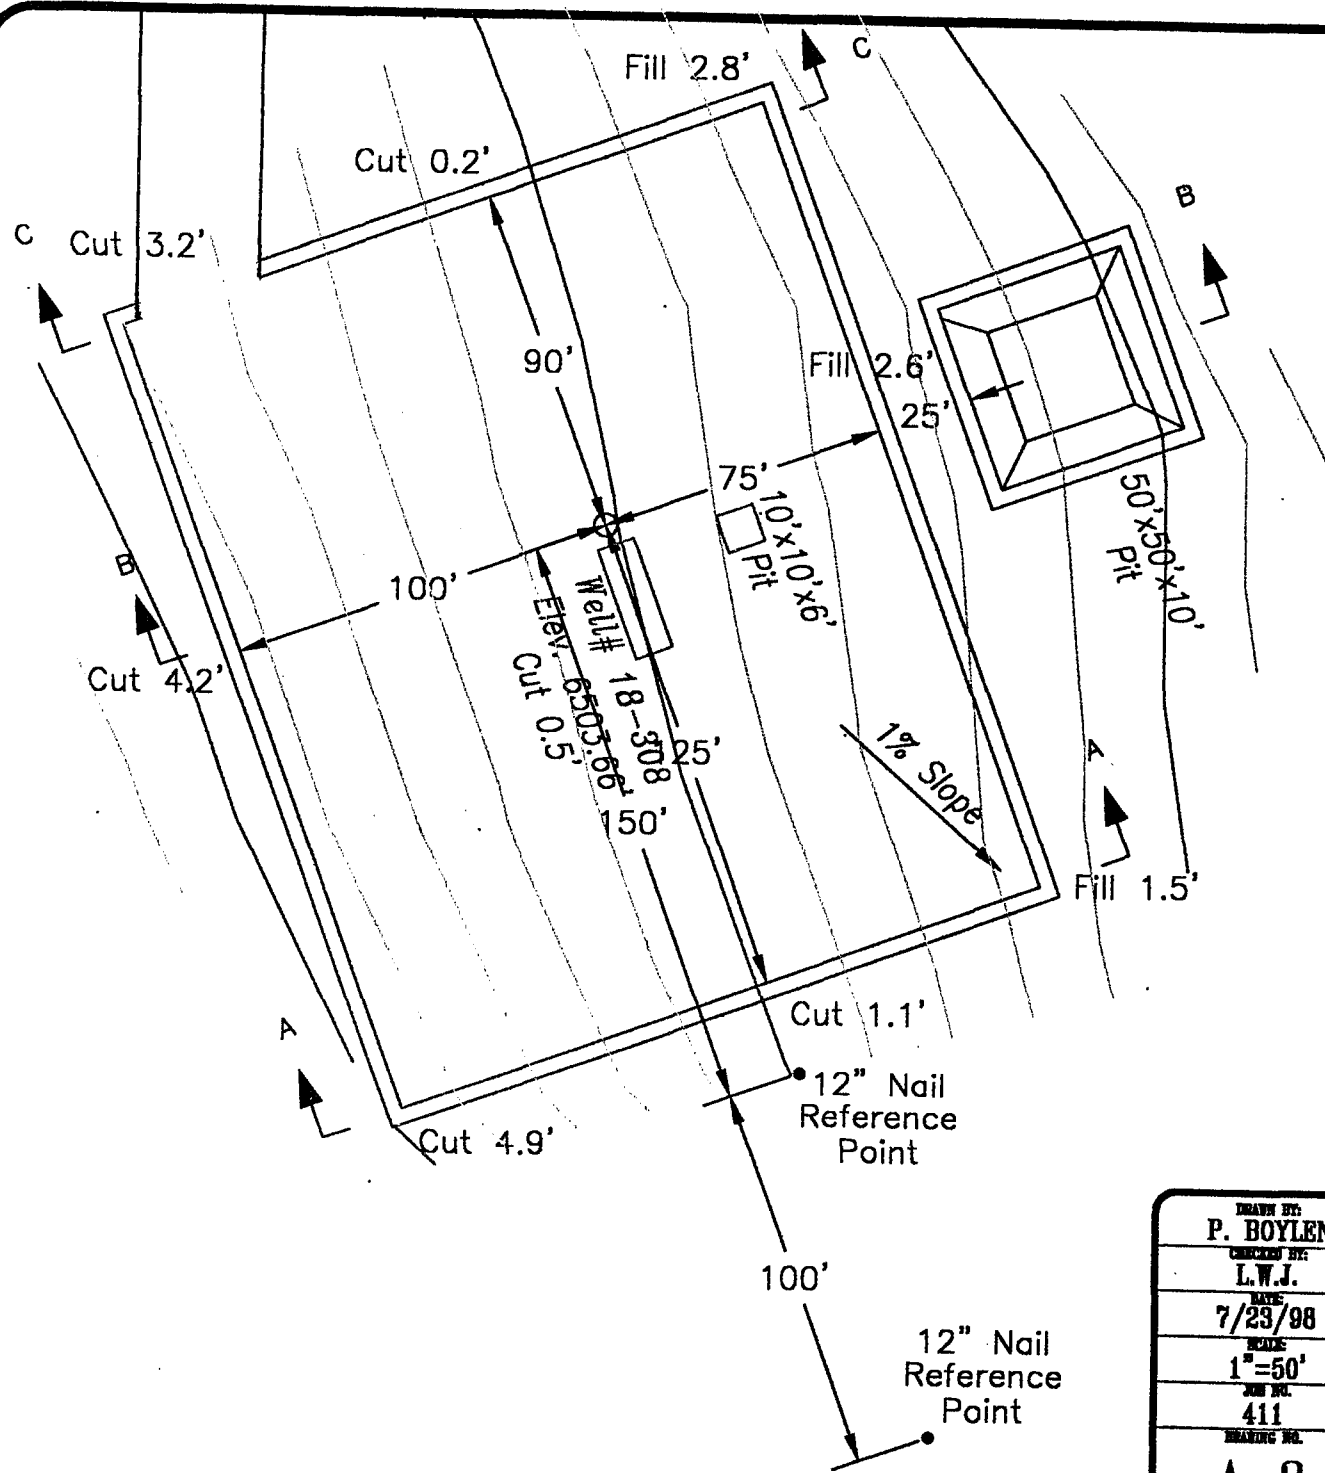 Fill 2.8'
C
Cut 0.2'
B
C
Cut 3.2'
90'
Fill 2.6'
25'
75'
10'x10'x6'
Pit
50'x50'x10'
Pit
B
100'
Well# 18-308
Elev. 6503.66'
Cut 0.5'
Cut 4.2'
25'
1% Slope
A
150'
Fill 1.5'
Cut 1.1'
A
12" Nail
Reference
Point
Cut 4.9'
100'
12" Nail
Reference
Point
DRAWN BY:
P. BOYLEN
CHECKED BY:
L.W.J.
DATE:
7/23/98
SCALE:
1"=50'
JOB NO.
411
DRAWING NO.